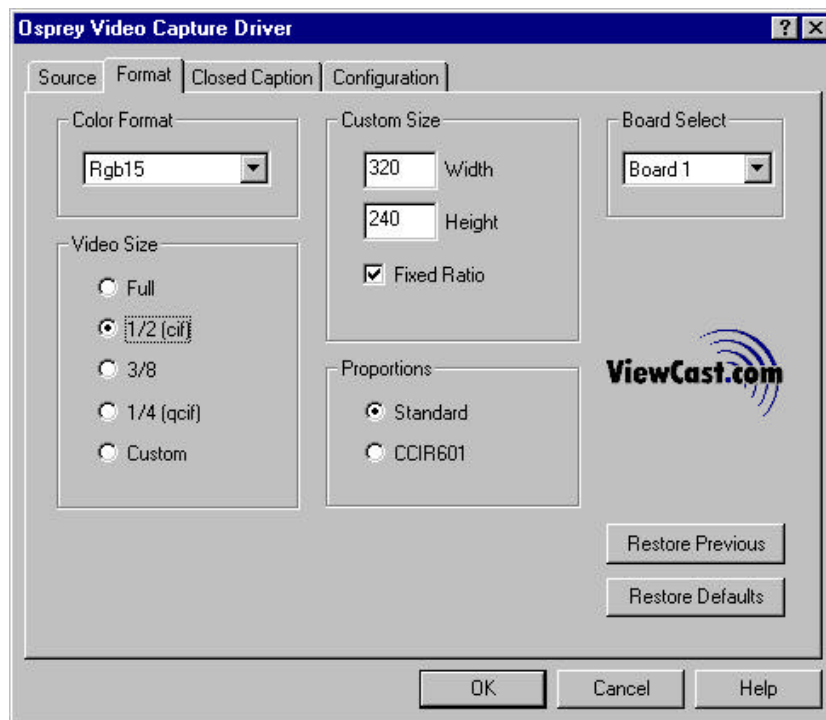 Osprey Video Capture Driver
Source Format Closed Caption Configuration
Color Format
Rgb15
Video Size
Full
1/2 (cif)
3/8
1/4 (qcif)
Custom
Custom Size
320 Width
240 Height
Fixed Ratio
Proportions
Standard
CCIR601
Board Select
Board 1
ViewCast.com
Restore Previous
Restore Defaults
OK Cancel Help